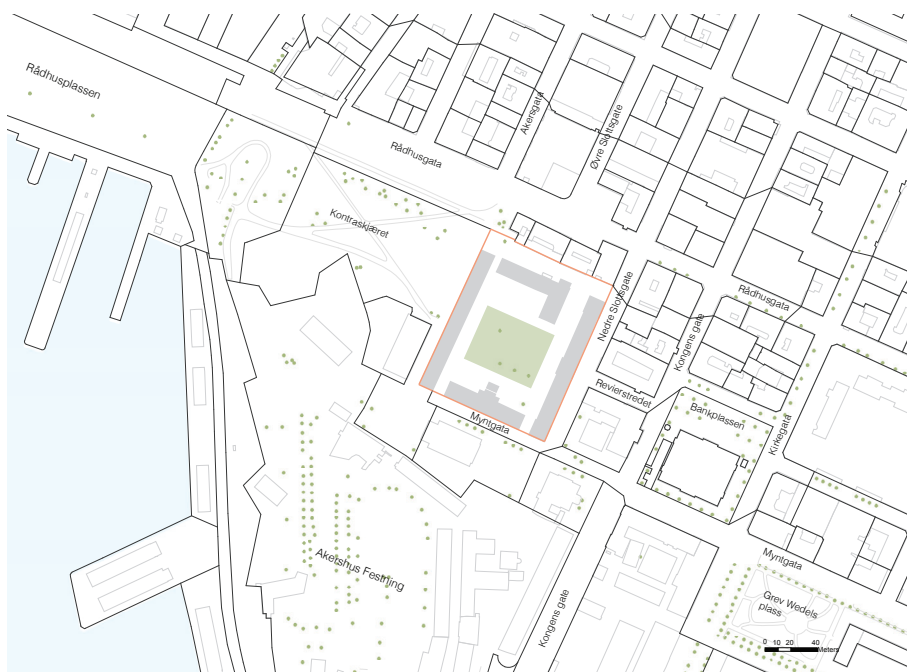 Rådhusplassen
Akersgata
Øvre Slottsgate
Rådhusgata
Kontraskjæret
Nedre Slottsgate
Rådhusgata
Kongens gate
Revierstredet
Bankplassen
Myntgata
Kirkegata
Myntgata
Akershus Festning
Grev Wedels
plass
Kongens gate
0 10 20 40
Meters